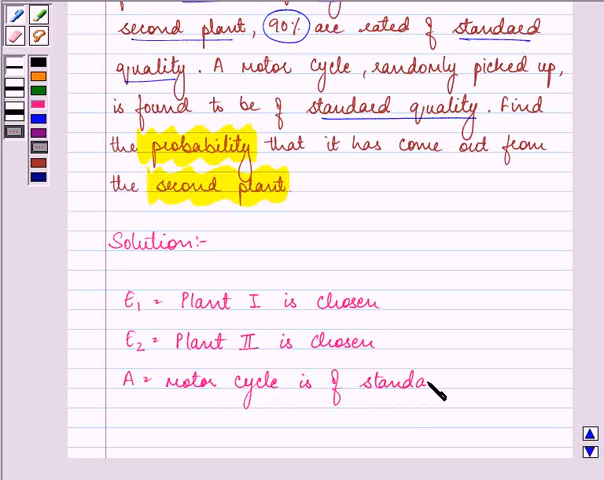 second plant, 90% are rated of standard
quality. A Motor cycle, randomly picked up,
is found to be of standard quality. Find
the probability that it has come out from
the second plant.
Solution:-
E1 = Plant I is chosen
E2 = Plant II is chosen
A = motor cycle is of standa